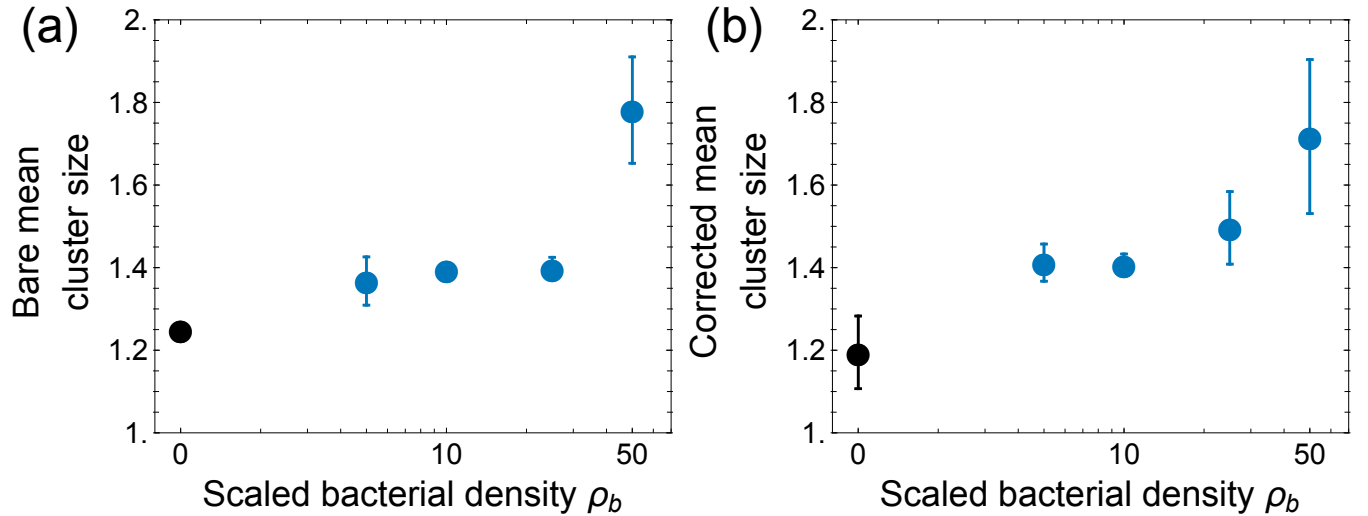 (a)
Bare mean
cluster size
2.
1.8
1.6
1.4
1.2
1.
0
10
50
Scaled bacterial density ρb
(b)
Corrected mean
cluster size
2.
1.8
1.6
1.4
1.2
1.
0
10
50
Scaled bacterial density ρb